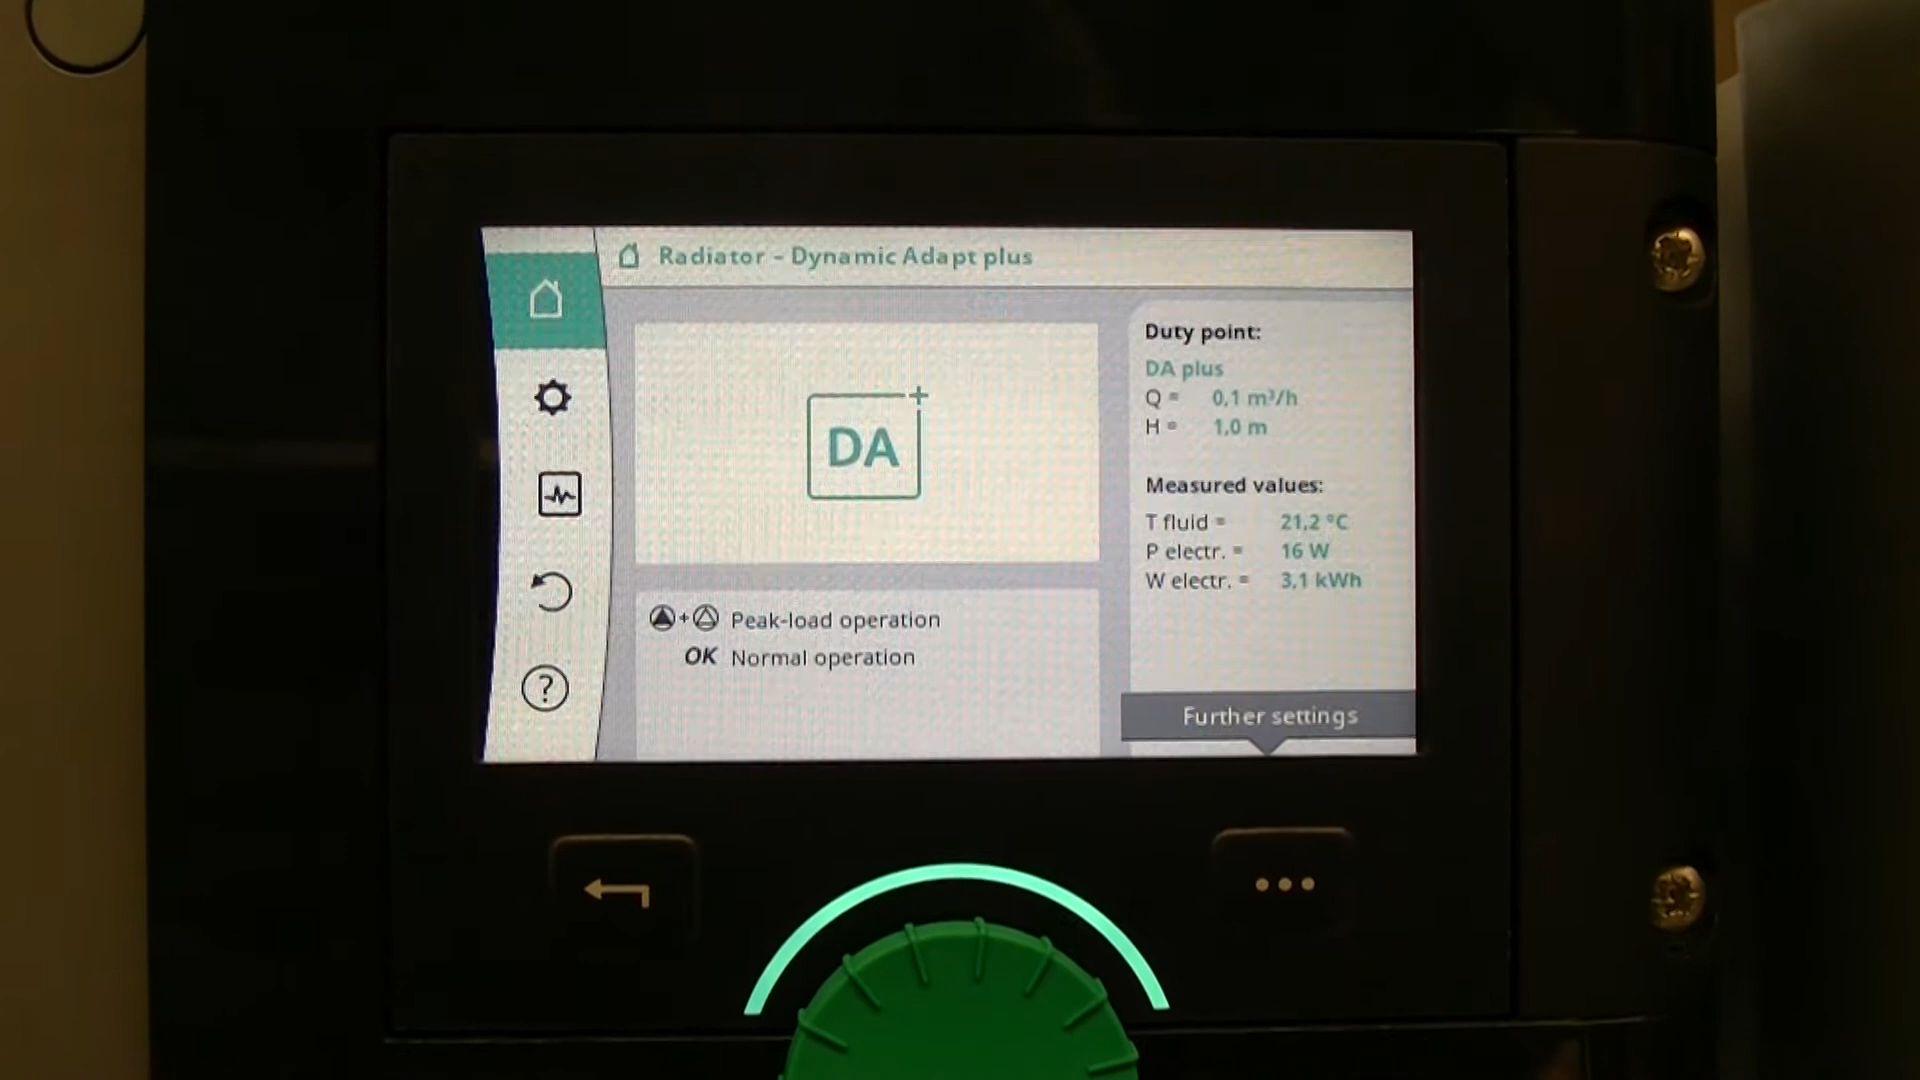 Radiator – Dynamic Adapt plus
DA+
Peak-load operation
OK Normal operation
Duty point:
DA plus
Q = 0,1 m³/h
H = 1,0 m
Measured values:
T fluid = 21,2 °C
P electr. = 16 W
W electr. = 3,1 kWh
Further settings